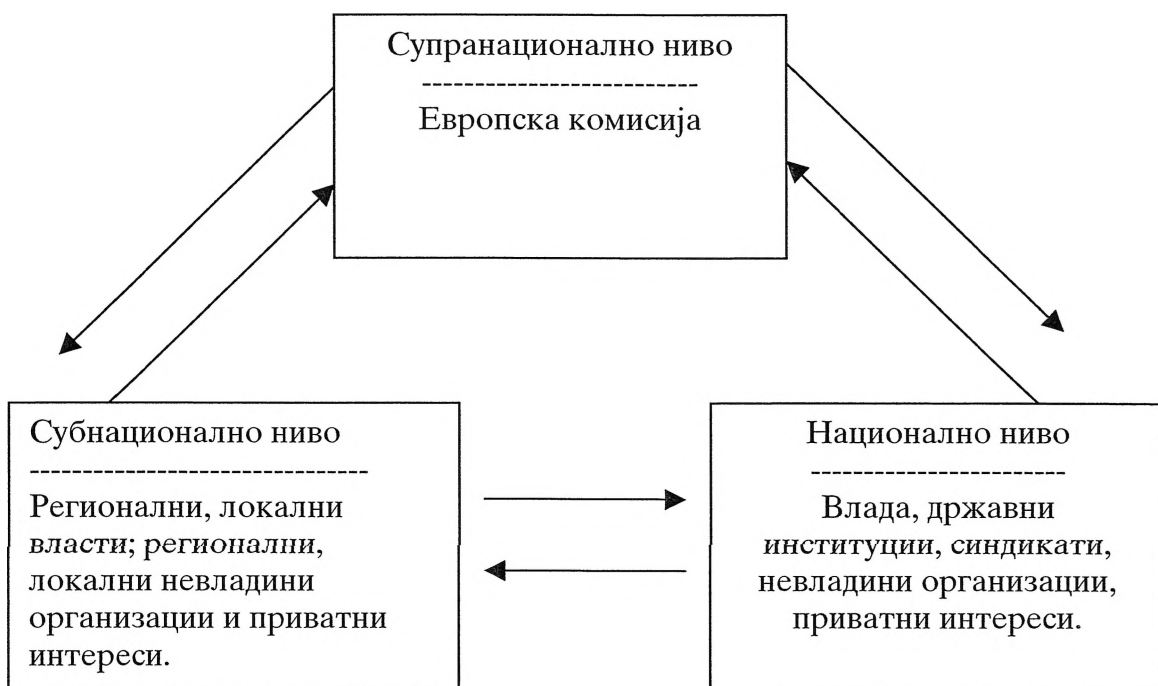 Супранационално ниво
----------------------------
Европска комисија
Субнационално ниво
--------------------------------
Регионални, локални
власти; регионални,
локални невладини
организации и приватни
интереси.
Национално ниво
------------------------
Влада, државни
институции, синдикати,
невладини организации,
приватни интереси.